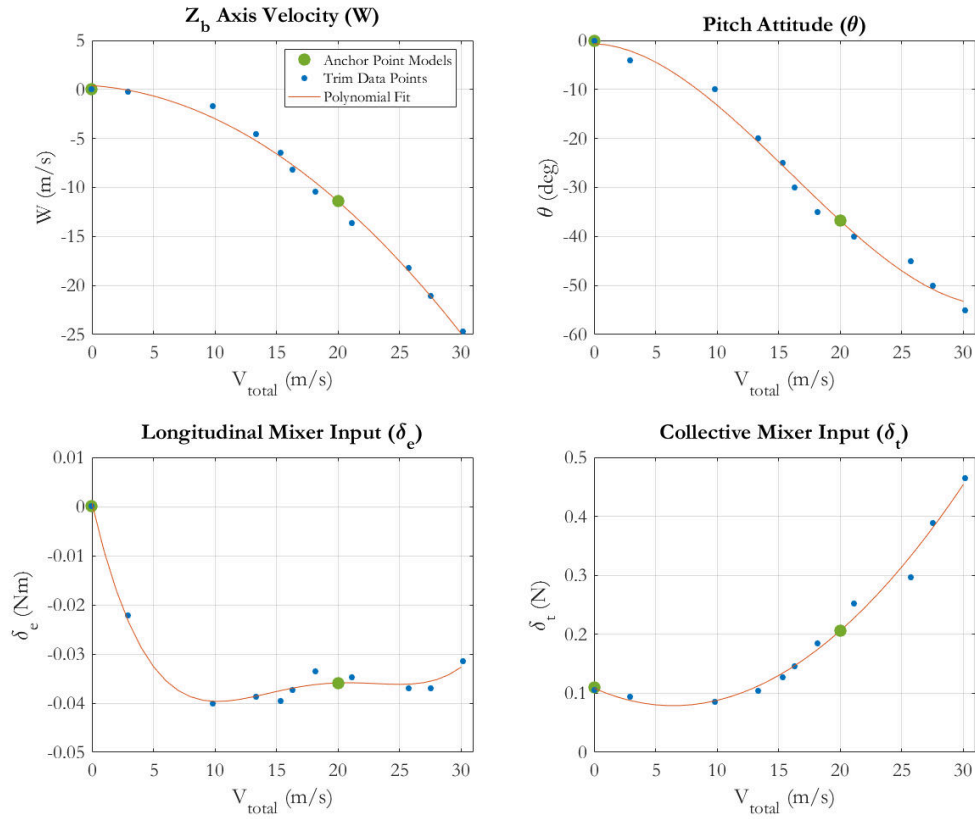 Z_b Axis Velocity (W)
5
0
-5
-10
-15
-20
-25
W (m/s)
Anchor Point Models
Trim Data Points
Polynomial Fit
0 5 10 15 20 25 30
V_total (m/s)
Pitch Attitude (θ)
0
-10
-20
-30
-40
-50
-60
θ (deg)
0 5 10 15 20 25 30
V_total (m/s)
Longitudinal Mixer Input (δ_e)
0.01
0
-0.01
-0.02
-0.03
-0.04
-0.05
δ_e (Nm)
0 5 10 15 20 25 30
V_total (m/s)
Collective Mixer Input (δ_t)
0.5
0.4
0.3
0.2
0.1
0
δ_t (N)
0 5 10 15 20 25 30
V_total (m/s)